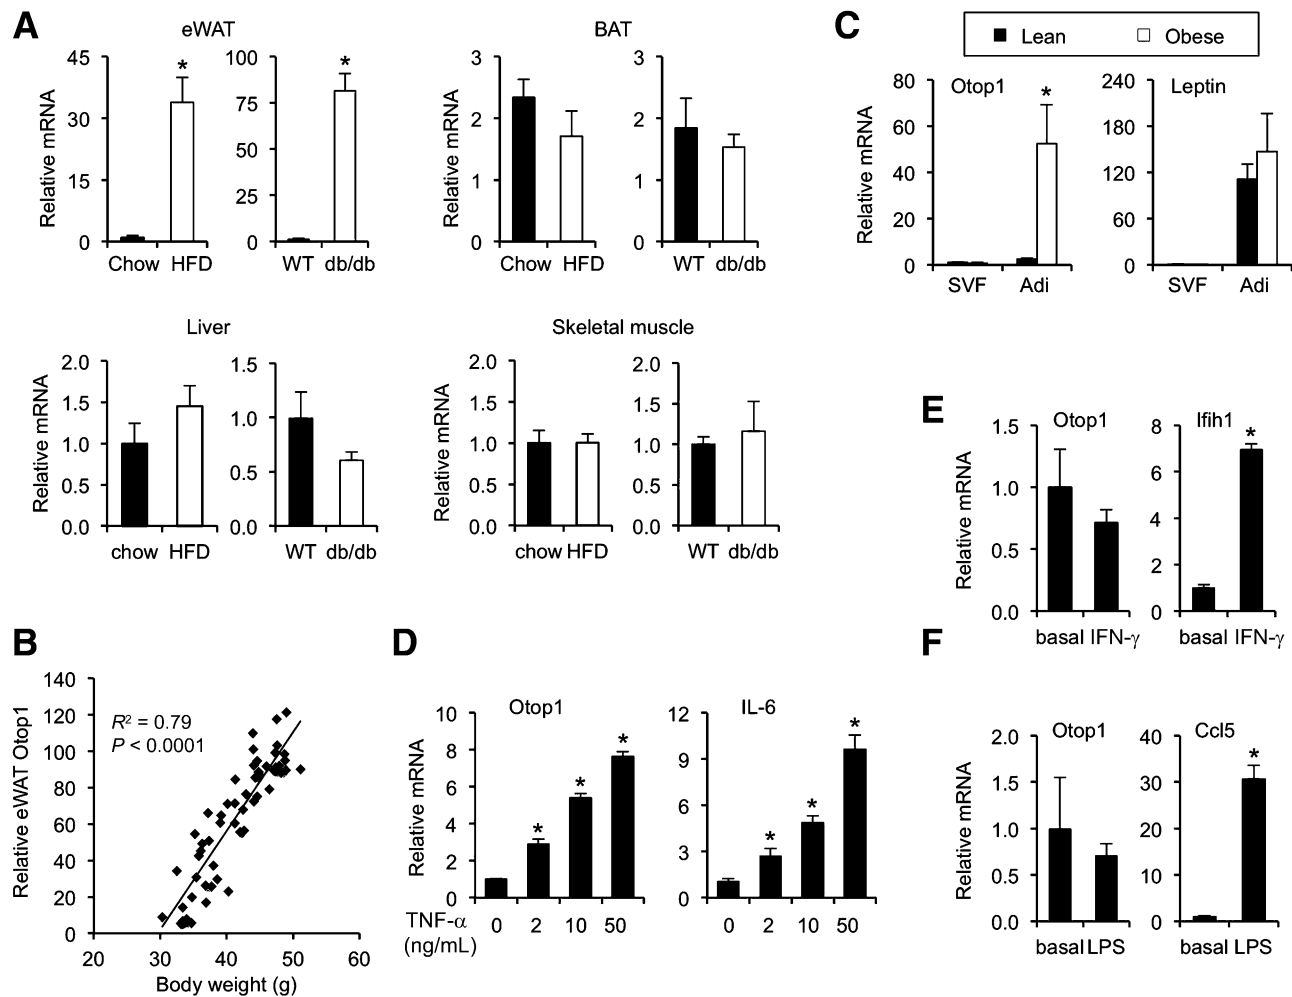 A
eWAT
BAT
Relative mRNA
45
30
15
0
*
Chow HFD
100
75
50
25
0
*
WT db/db
Relative mRNA
3
2
1
0
Chow HFD
3
2
1
0
WT db/db
Liver
Skeletal muscle
Relative mRNA
2.0
1.5
1.0
0.5
0.0
chow HFD
1.5
1.0
0.5
0.0
WT db/db
Relative mRNA
2.0
1.5
1.0
0.5
0.0
chow HFD
2.0
1.5
1.0
0.5
0.0
WT db/db
B
Relative eWAT Otop1
140
120
100
80
60
40
20
0
R² = 0.79
P < 0.0001
20 30 40 50 60
Body weight (g)
C
Lean Obese
Relative mRNA
Otop1
80
60
40
20
0
*
SVF Adi
Leptin
240
180
120
60
0
SVF Adi
D
Relative mRNA
Otop1
10
8
6
4
2
0
* * *
TNF-α
(ng/mL)
0 2 10 50
IL-6
12
9
6
3
0
* * *
0 2 10 50
E
Relative mRNA
Otop1
1.5
1.0
0.5
0.0
basal IFN-γ
Ifih1
8
6
4
2
0
*
basal IFN-γ
F
Relative mRNA
Otop1
2.0
1.5
1.0
0.5
0.0
basal LPS
Ccl5
40
30
20
10
0
*
basal LPS